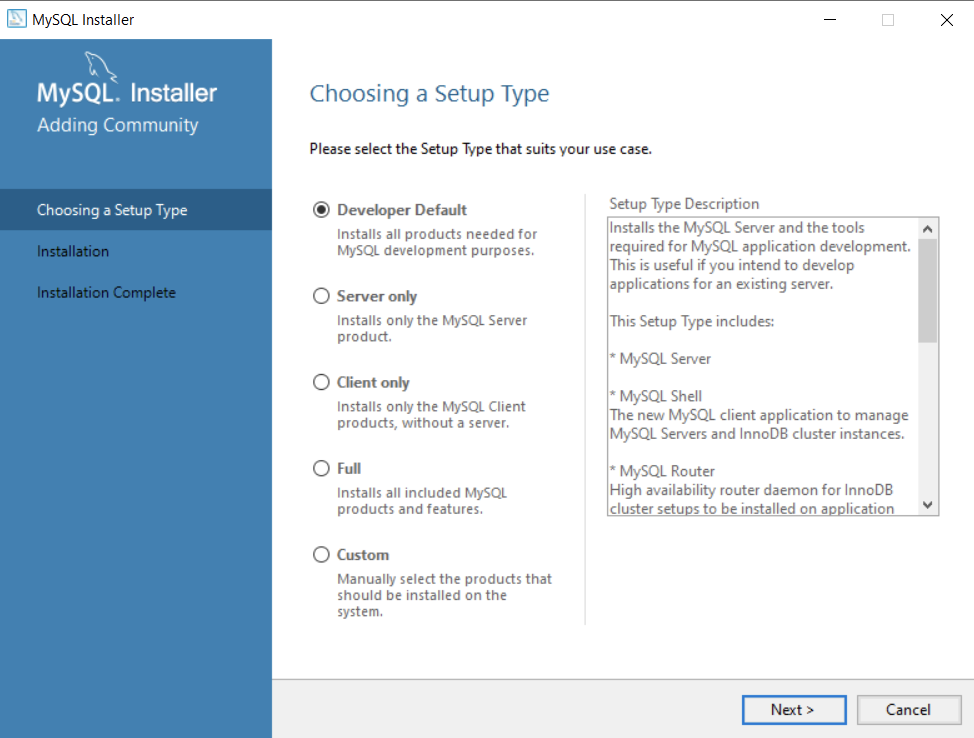 MySQL Installer
MySQL. Installer
Adding Community
Choosing a Setup Type
Installation
Installation Complete
Choosing a Setup Type
Please select the Setup Type that suits your use case.
Developer Default
Installs all products needed for
MySQL development purposes.
Server only
Installs only the MySQL Server
product.
Client only
Installs only the MySQL Client
products, without a server.
Full
Installs all included MySQL
products and features.
Custom
Manually select the products that
should be installed on the
system.
Setup Type Description
Installs the MySQL Server and the tools
required for MySQL application development.
This is useful if you intend to develop
applications for an existing server.
This Setup Type includes:
* MySQL Server
* MySQL Shell
The new MySQL client application to manage
MySQL Servers and InnoDB cluster instances.
* MySQL Router
High availability router daemon for InnoDB
cluster setups to be installed on application
Next >
Cancel